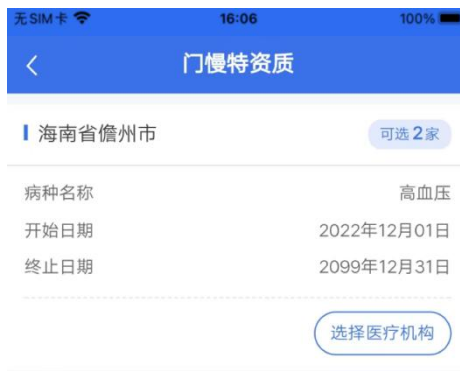 无SIM卡 16:06 100%
门慢特资质
海南省儋州市 可选2家
病种名称 高血压
开始日期 2022年12月01日
终止日期 2099年12月31日
选择医疗机构